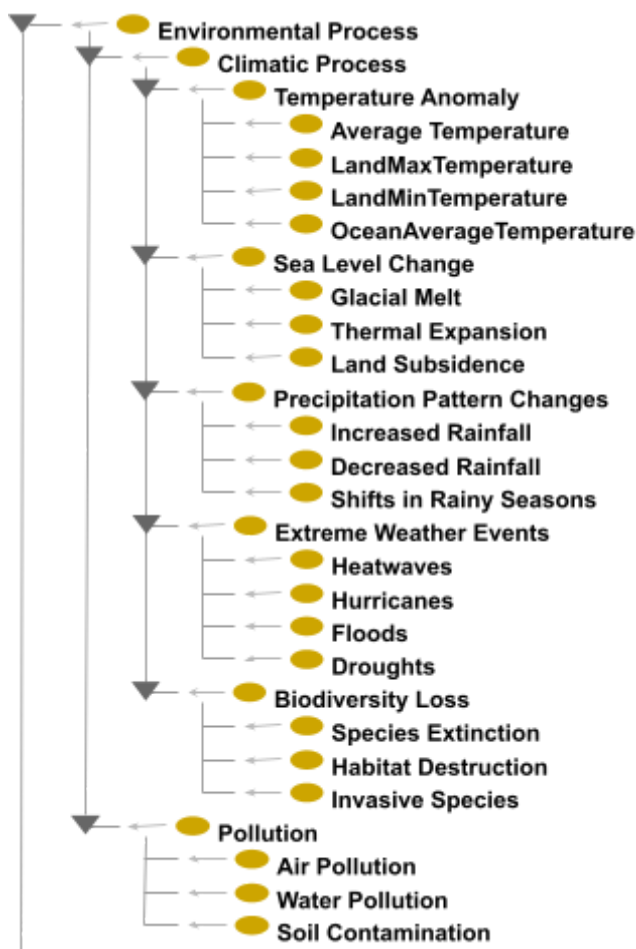 Environmental Process
Climatic Process
Temperature Anomaly
Average Temperature
LandMaxTemperature
LandMinTemperature
OceanAverageTemperature
Sea Level Change
Glacial Melt
Thermal Expansion
Land Subsidence
Precipitation Pattern Changes
Increased Rainfall
Decreased Rainfall
Shifts in Rainy Seasons
Extreme Weather Events
Heatwaves
Hurricanes
Floods
Droughts
Biodiversity Loss
Species Extinction
Habitat Destruction
Invasive Species
Pollution
Air Pollution
Water Pollution
Soil Contamination